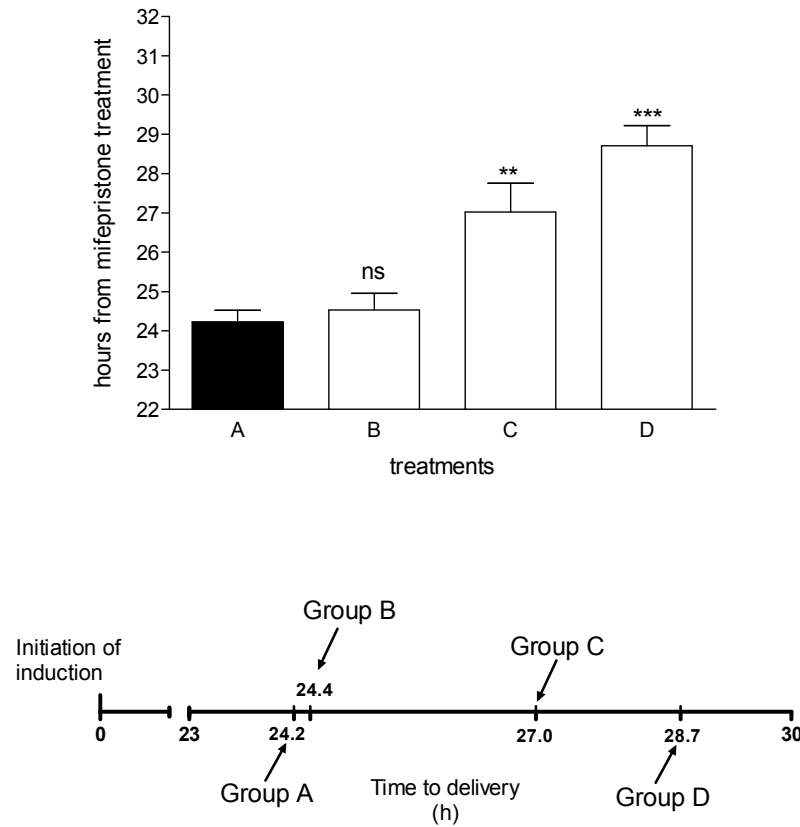 32
31
30
29
28
27
26
25
24
23
22
hours from mifepristone treatment
ns
**
***
A B C D
treatments
Group B
Initiation of
induction
Group C
24.4
0 23 24.2 27.0 28.7 30
Group A
Time to delivery
(h)
Group D